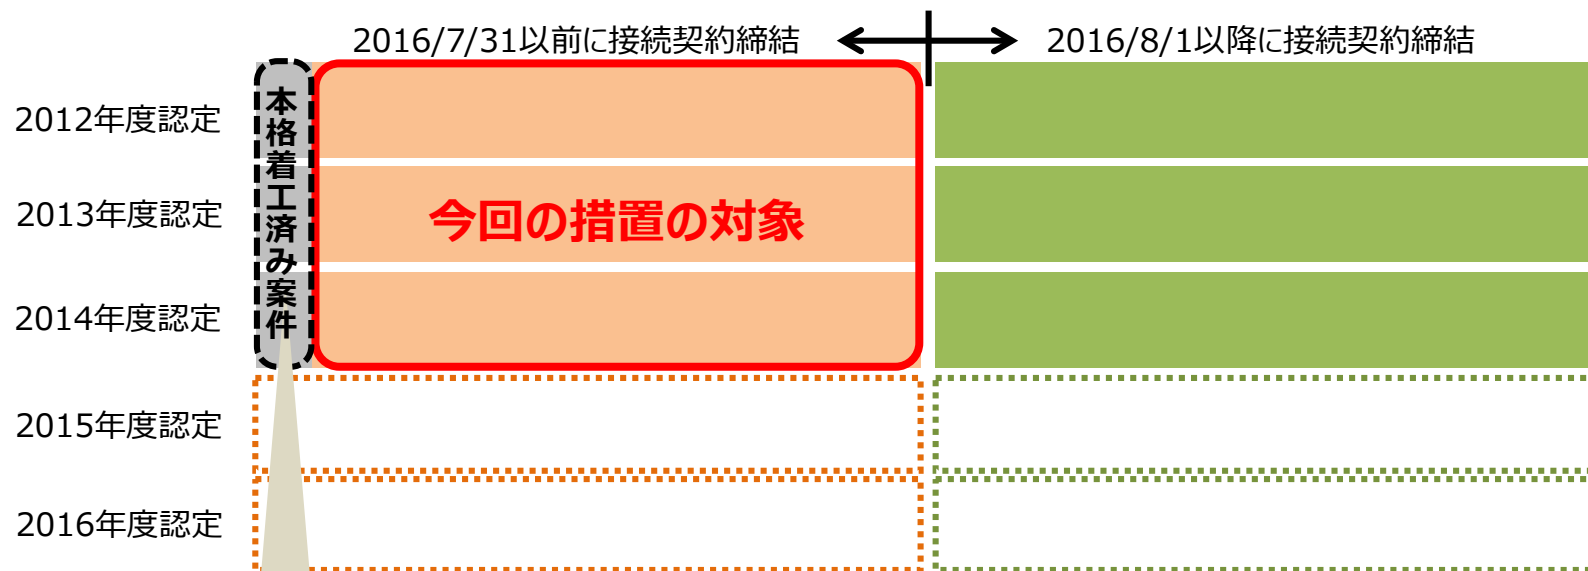 2016/7/31以前に接続契約締結
2016/8/1以降に接続契約締結
2012年度認定
2013年度認定
2014年度認定
2015年度認定
2016年度認定
本格着工済み案件
今回の措置の対象